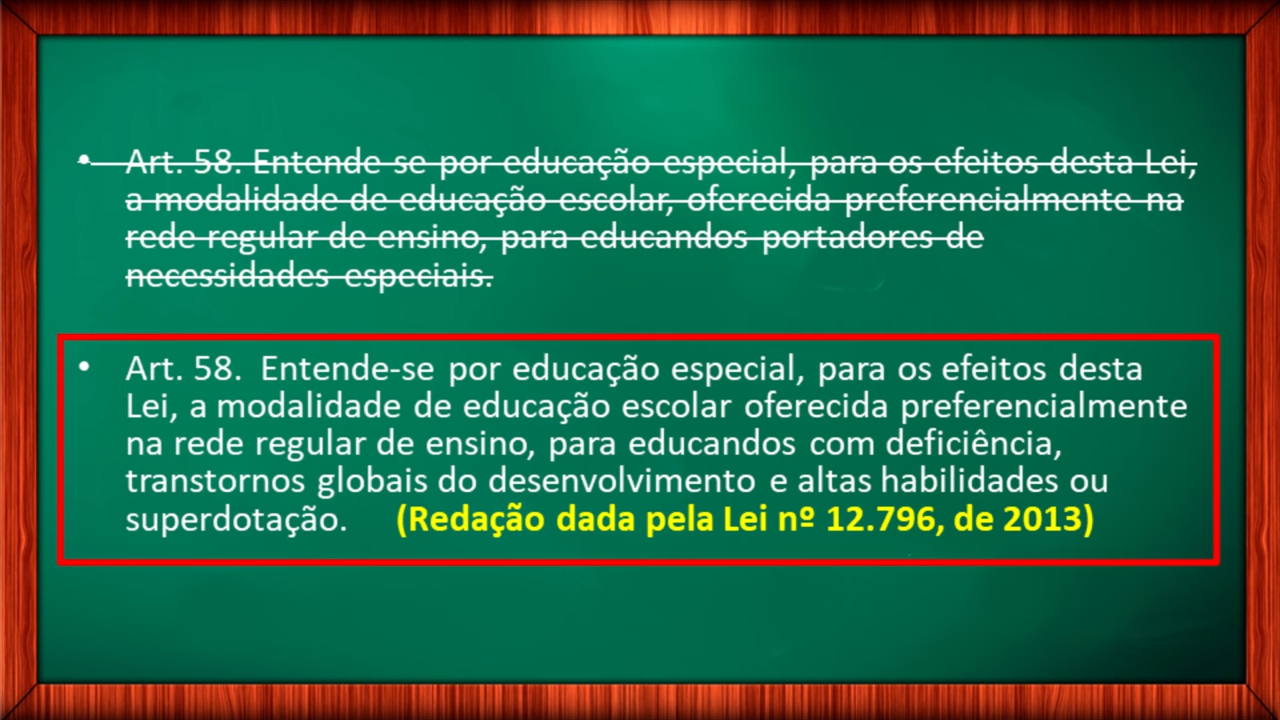 • Art. 58. Entende-se por educação especial, para os efeitos desta Lei,
a modalidade de educação escolar, oferecida preferencialmente na
rede regular de ensino, para educandos portadores de
necessidades especiais.
• Art. 58. Entende-se por educação especial, para os efeitos desta
Lei, a modalidade de educação escolar oferecida preferencialmente
na rede regular de ensino, para educandos com deficiência,
transtornos globais do desenvolvimento e altas habilidades ou
superdotação. (Redação dada pela Lei nº 12.796, de 2013)